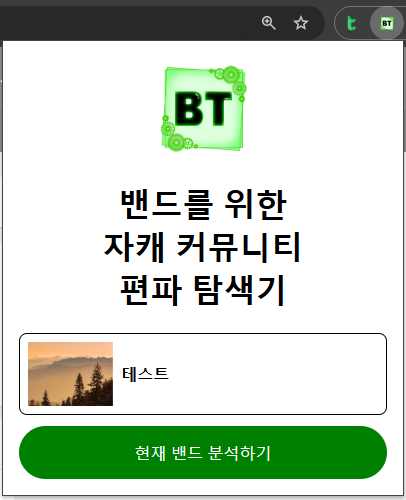 BT
BT
밴드를 위한
자캐 커뮤니티
편파 탐색기
테스트
현재 밴드 분석하기